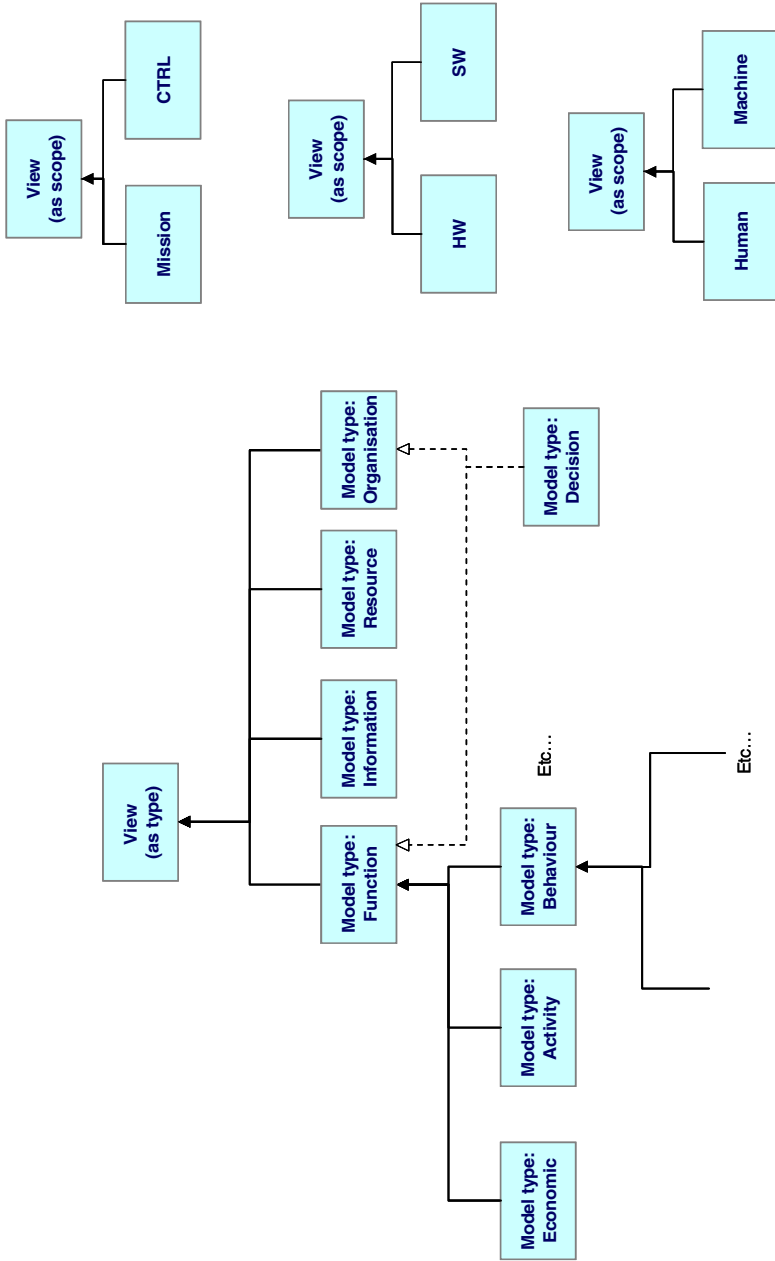 View
(as type)
Model type:
Function
Model type:
Information
Model type:
Resource
Model type:
Organisation
Model type:
Economic
Model type:
Activity
Model type:
Behaviour
Etc...
Model type:
Decision
Etc...
View
(as scope)
Mission
CTRL
View
(as scope)
HW
SW
View
(as scope)
Human
Machine